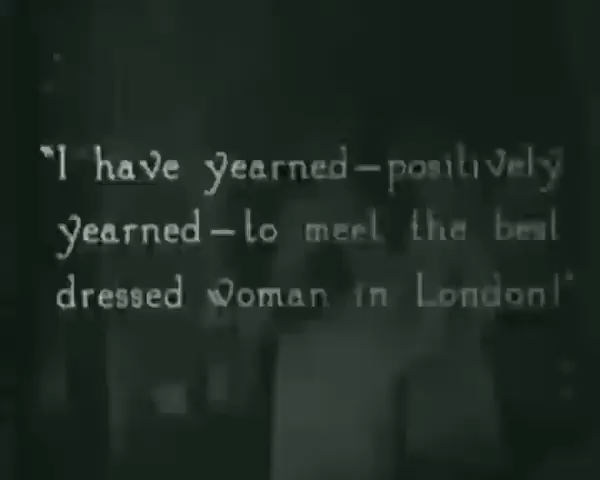 "I have yearned—positively
yearned—to meet the best
dressed woman in London!"